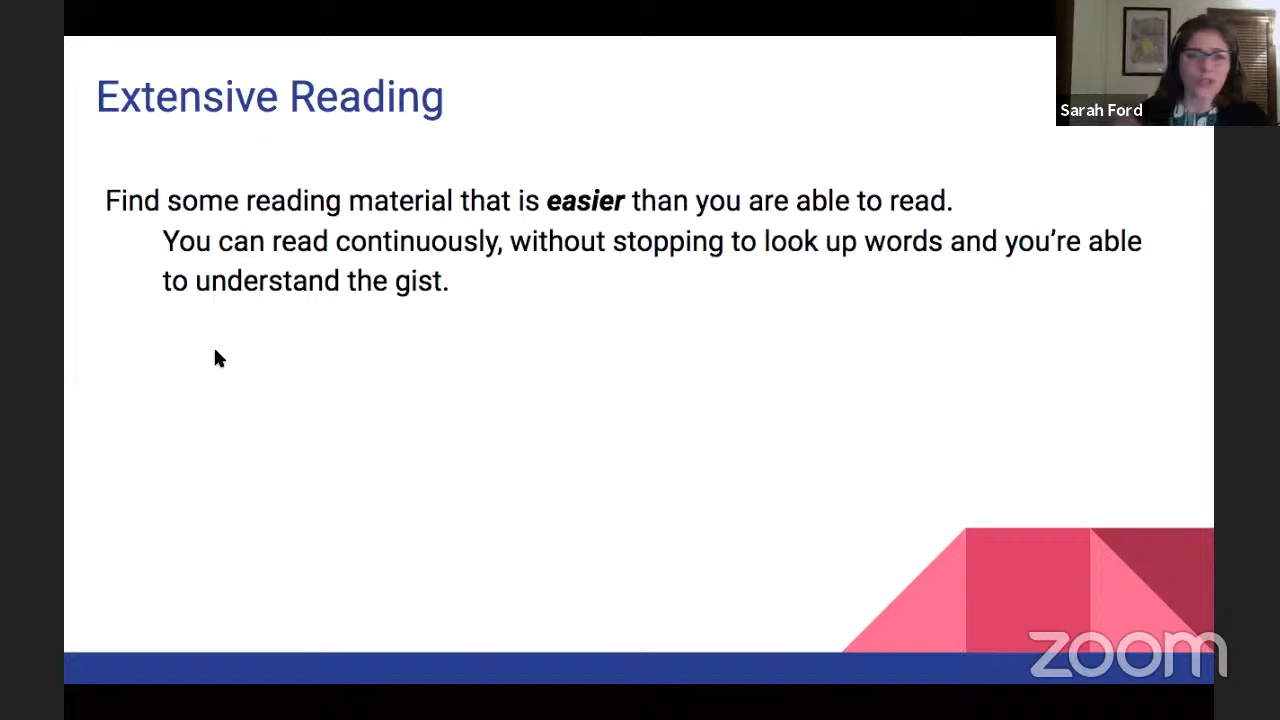 Extensive Reading
Sarah Ford
Find some reading material that is easier than you are able to read.
You can read continuously, without stopping to look up words and you’re able
to understand the gist.
zoom